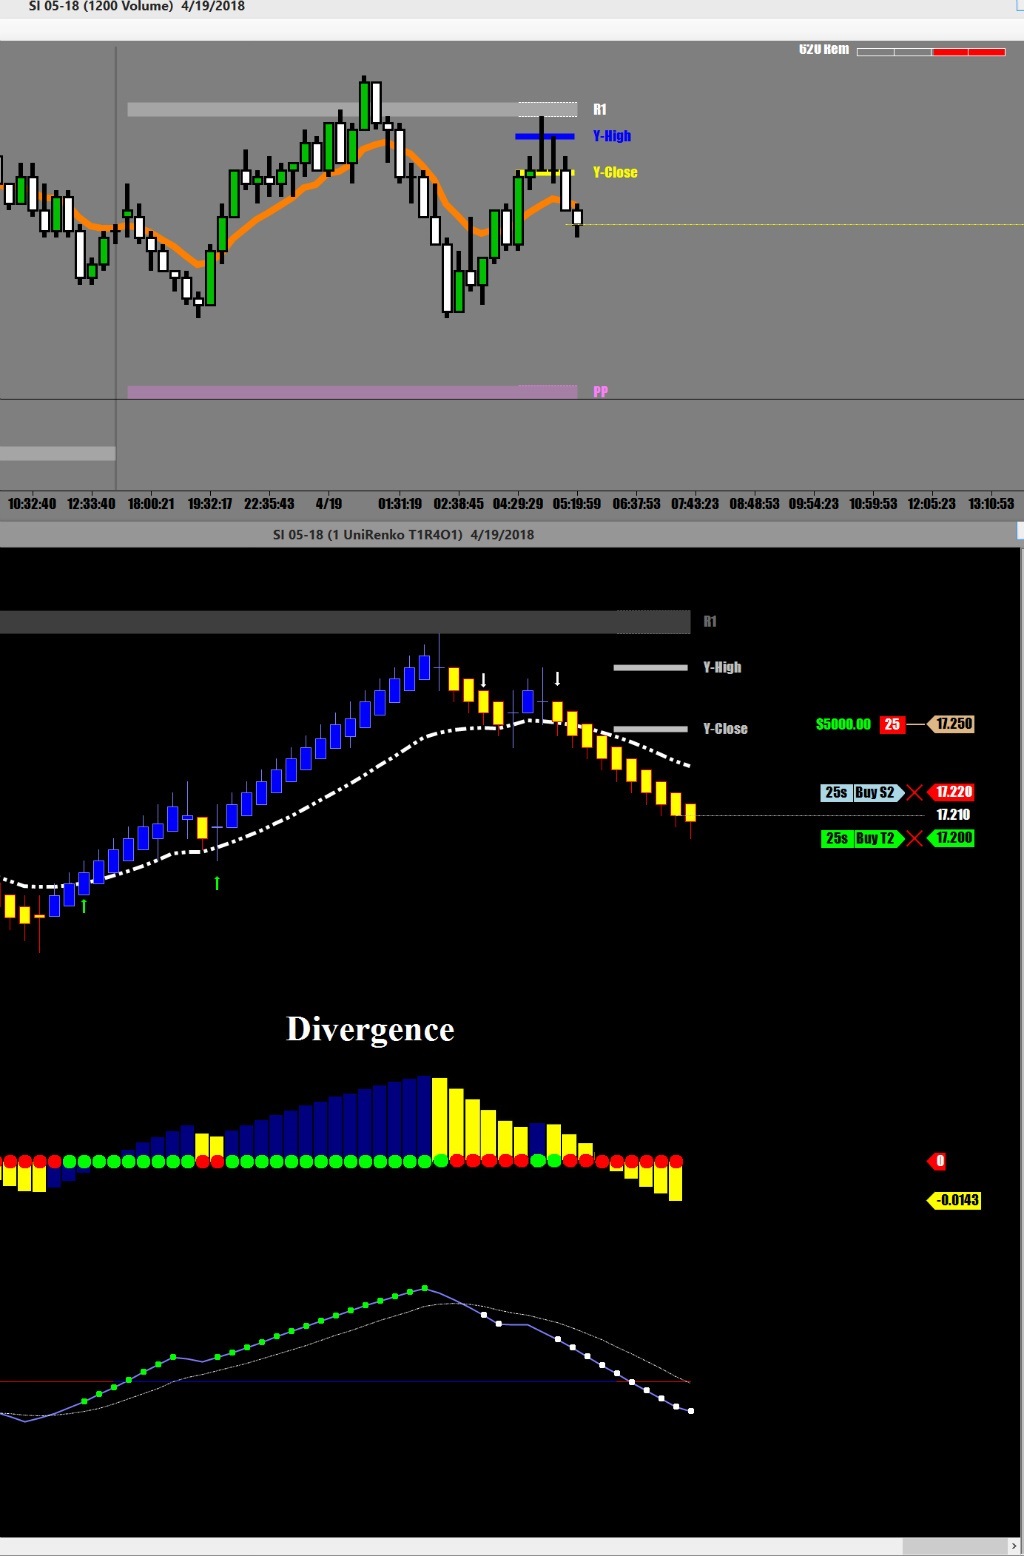 SI 05-18 (1200 Volume)  4/19/2018
620 Rem
R1
Y-High
Y-Close
PP
10:32:40 12:33:40 18:00:21 19:32:17 22:35:43 4/19 01:31:19 02:38:45 04:29:29 05:19:59 06:37:53 07:43:23 08:48:53 09:54:23 10:59:53 12:05:23 13:10:53
SI 05-18 (1 UniRenko T1R4O1)  4/19/2018
R1
Y-High
Y-Close
$5000.00 25 17.250
25s Buy S2 17.220
17.210
25s Buy T2 17.200
Divergence
0
-0.0143